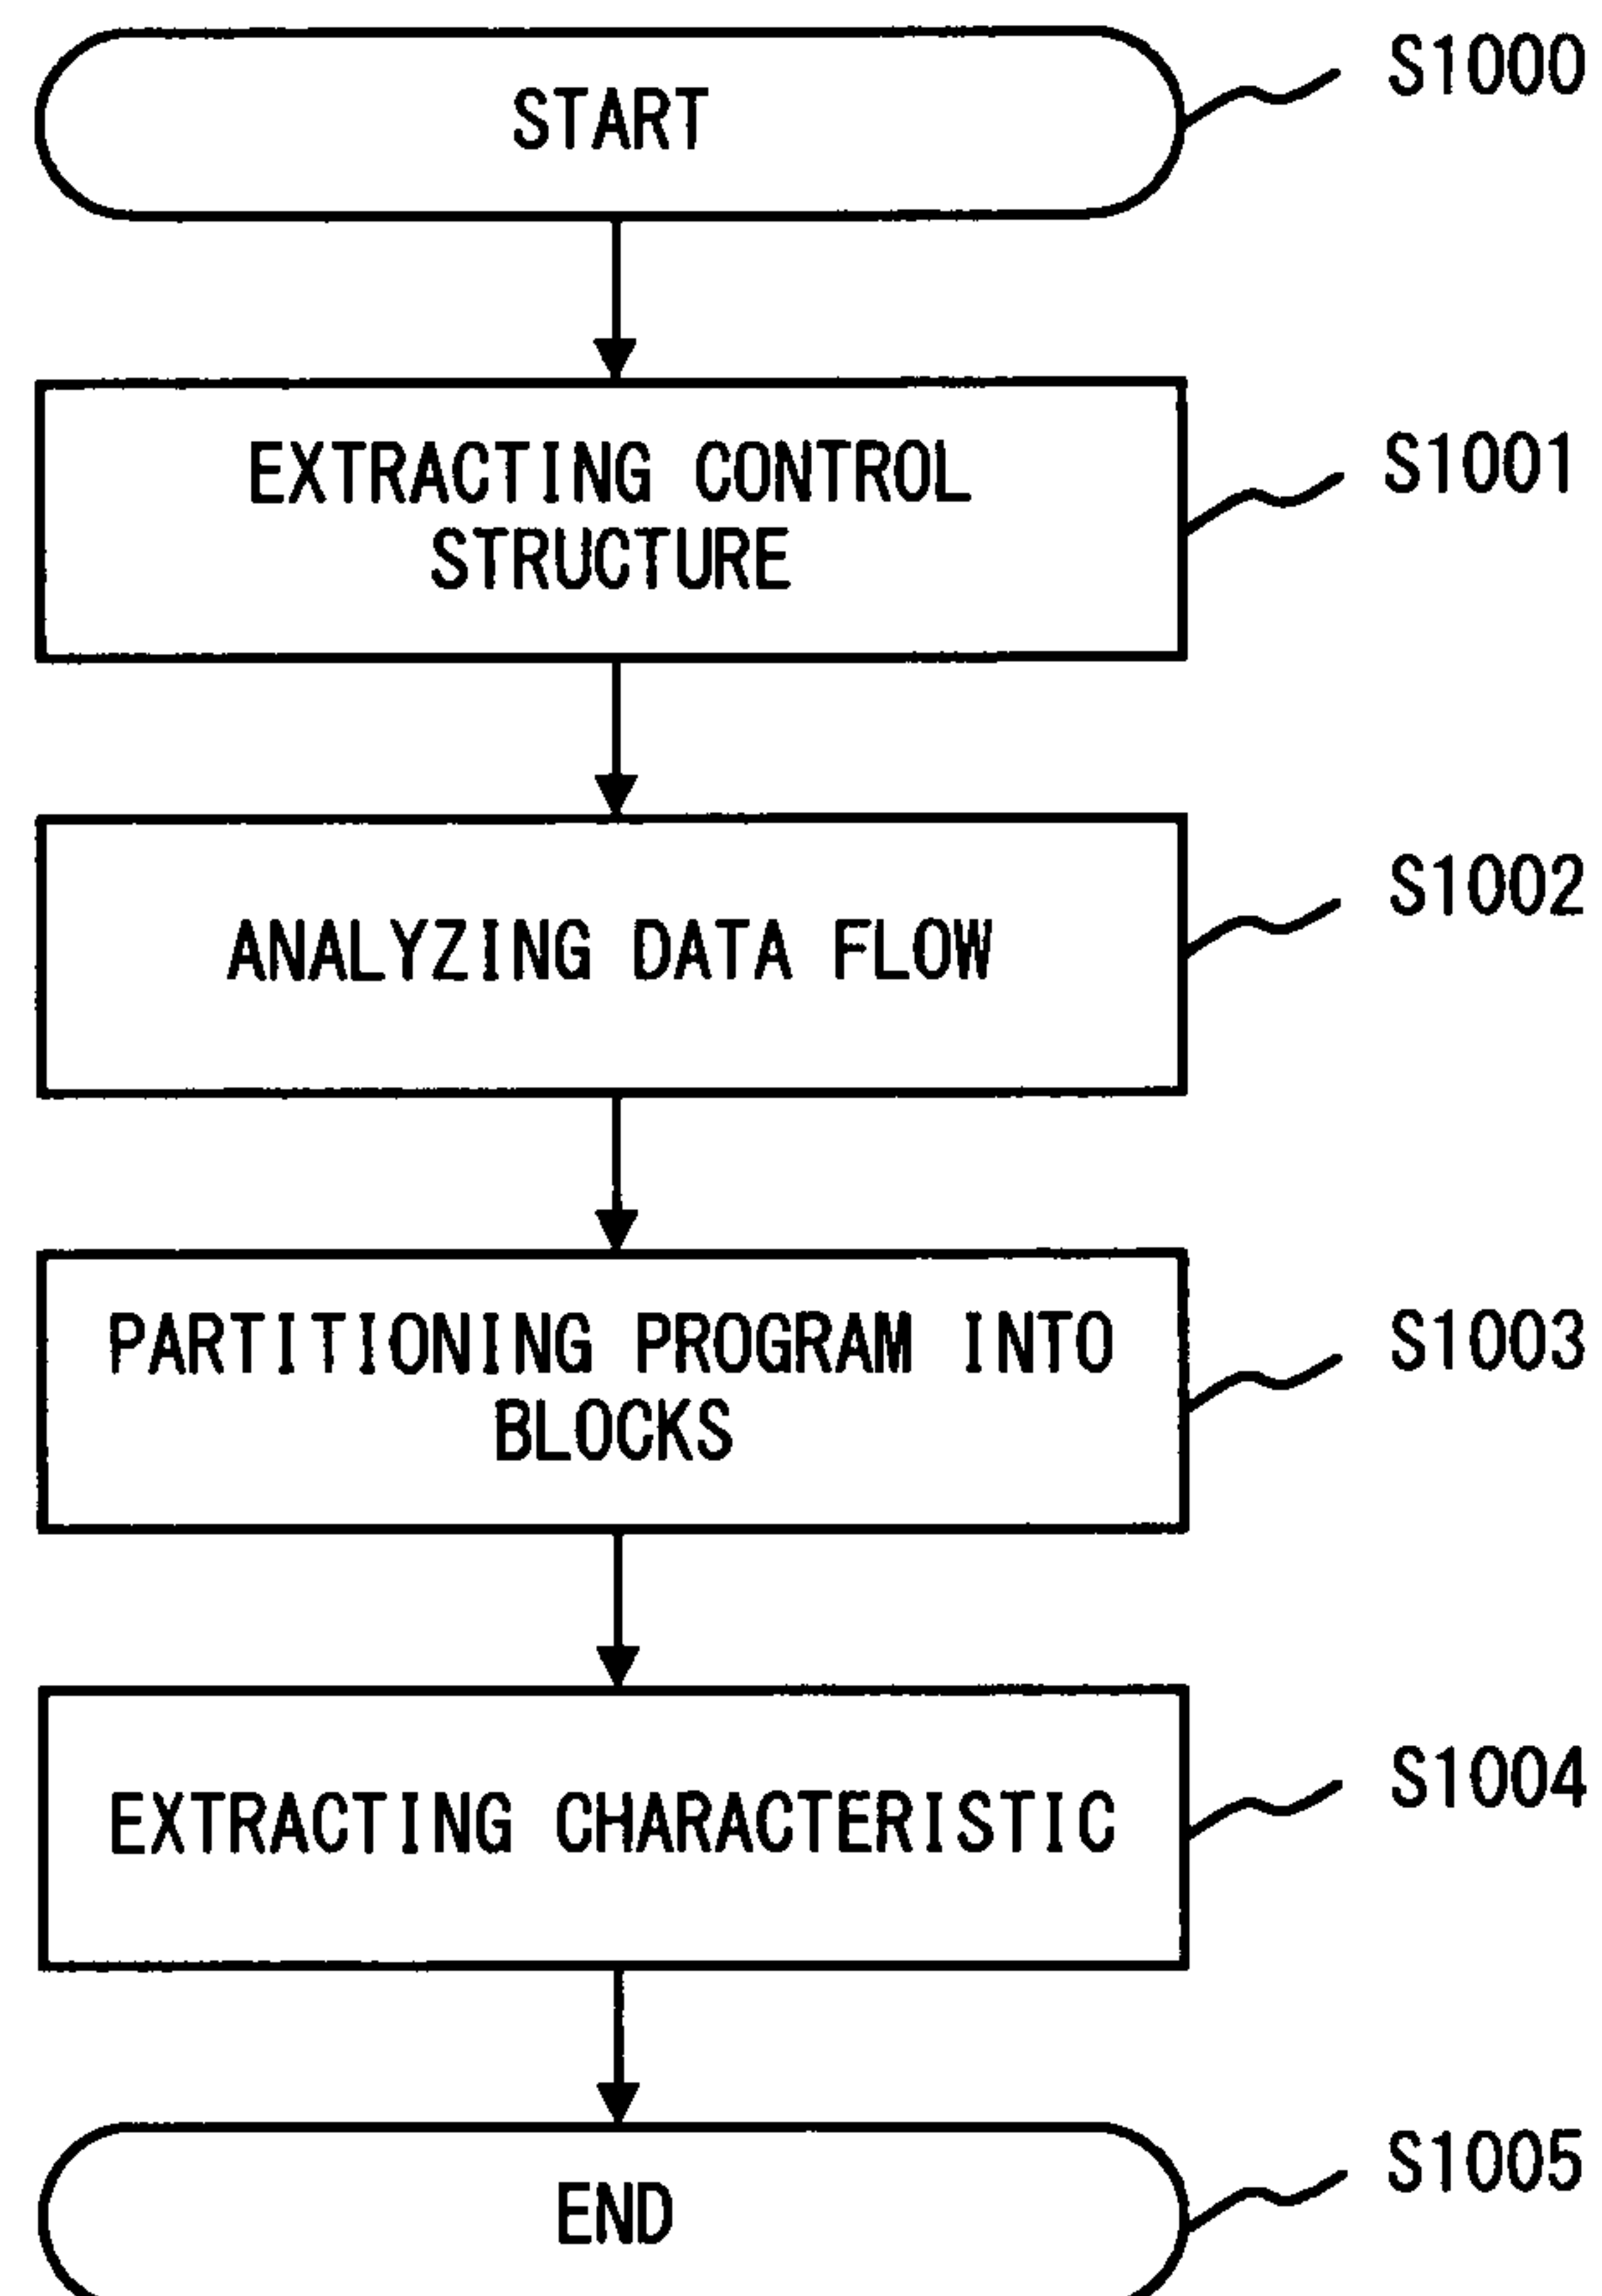 START
S1000
EXTRACTING CONTROL
STRUCTURE
S1001
ANALYZING DATA FLOW
S1002
PARTITIONING PROGRAM INTO
BLOCKS
S1003
EXTRACTING CHARACTERISTIC
S1004
END
S1005